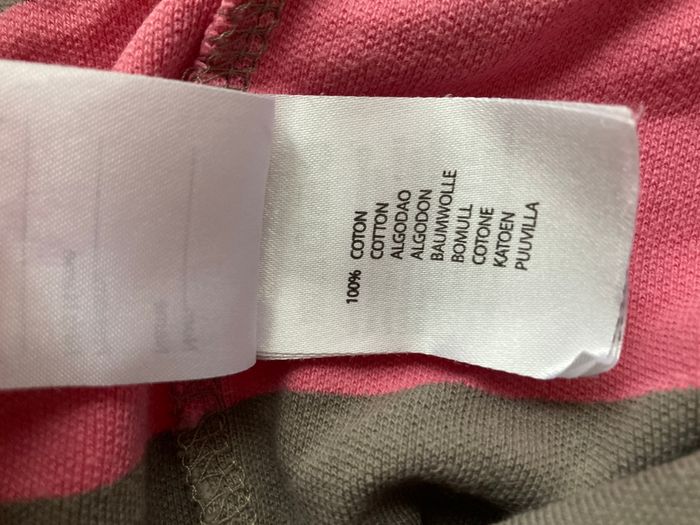 100% COTON
COTTON
ALGODAO
ALGODON
BAUMWOLLE
BOMULL
COTONE
KATOEN
PUUVILLA